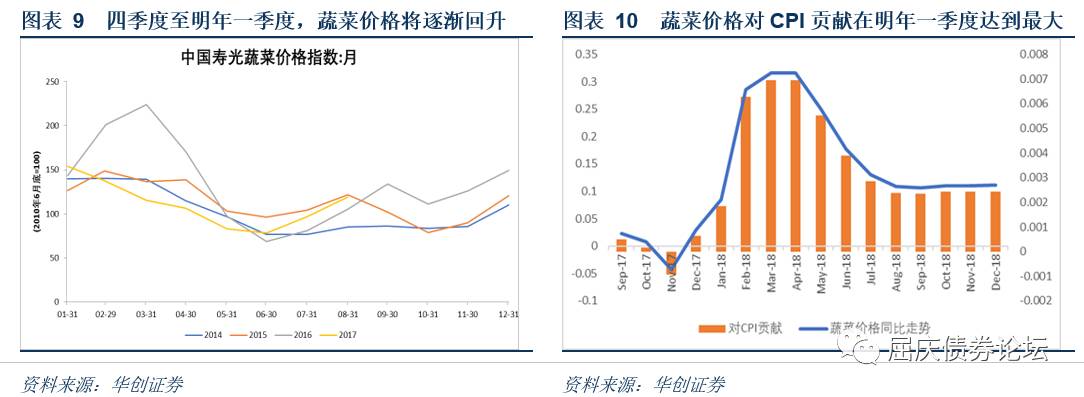 图表 9 四季度至明年一季度，蔬菜价格将逐渐回升
中国寿光蔬菜价格指数:月
(2010年6月底=100)
250
200
150
100
50
0
01-31 02-29 03-31 04-30 05-31 06-30 07-31 08-31 09-30 10-31 11-30 12-31
2014 2015 2016 2017
资料来源：华创证券
图表 10 蔬菜价格对 CPI 贡献在明年一季度达到最大
0.35
0.3
0.25
0.2
0.15
0.1
0.05
0
-0.05
-0.1
0.008
0.007
0.006
0.005
0.004
0.003
0.002
0.001
0
-0.001
-0.002
Sep-17 Oct-17 Nov-17 Dec-17 Jan-18 Feb-18 Mar-18 Apr-18 May-18 Jun-18 Jul-18 Aug-18 Sep-18 Oct-18 Nov-18 Dec-18
对CPI贡献 蔬菜价格同比走势
屈庆债券论坛
资料来源：华创证券